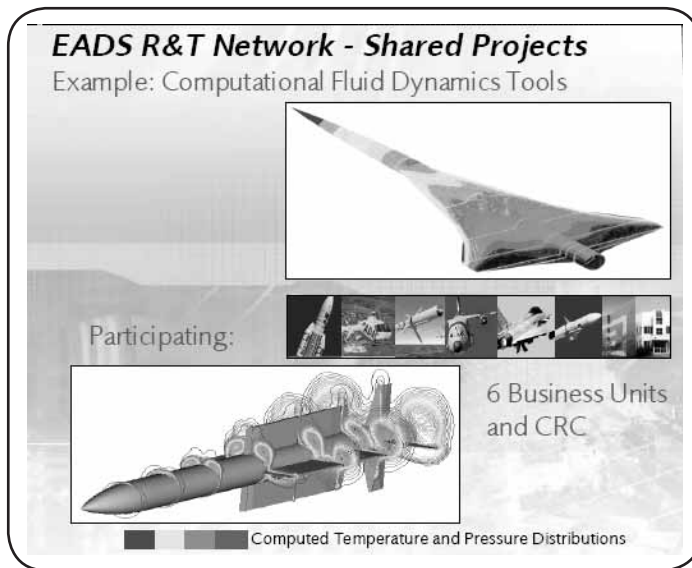 EADS R&T Network - Shared Projects
Example: Computational Fluid Dynamics Tools
Participating:
6 Business Units
and CRC
Computed Temperature and Pressure Distributions